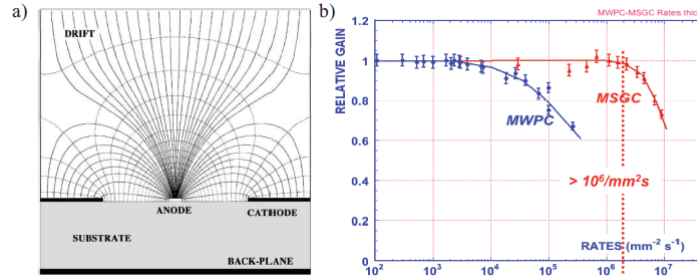 a)
DRIFT
ANODE
CATHODE
SUBSTRATE
BACK-PLANE
b)
MWPC-MSGC Rates thic
RELATIVE GAIN
1.2
1
0.8
0.6
0.4
0.2
0
MWPC
MSGC
> 10⁶/mm²s
RATES (mm⁻² s⁻¹)
10² 10³ 10⁴ 10⁵ 10⁶ 10⁷